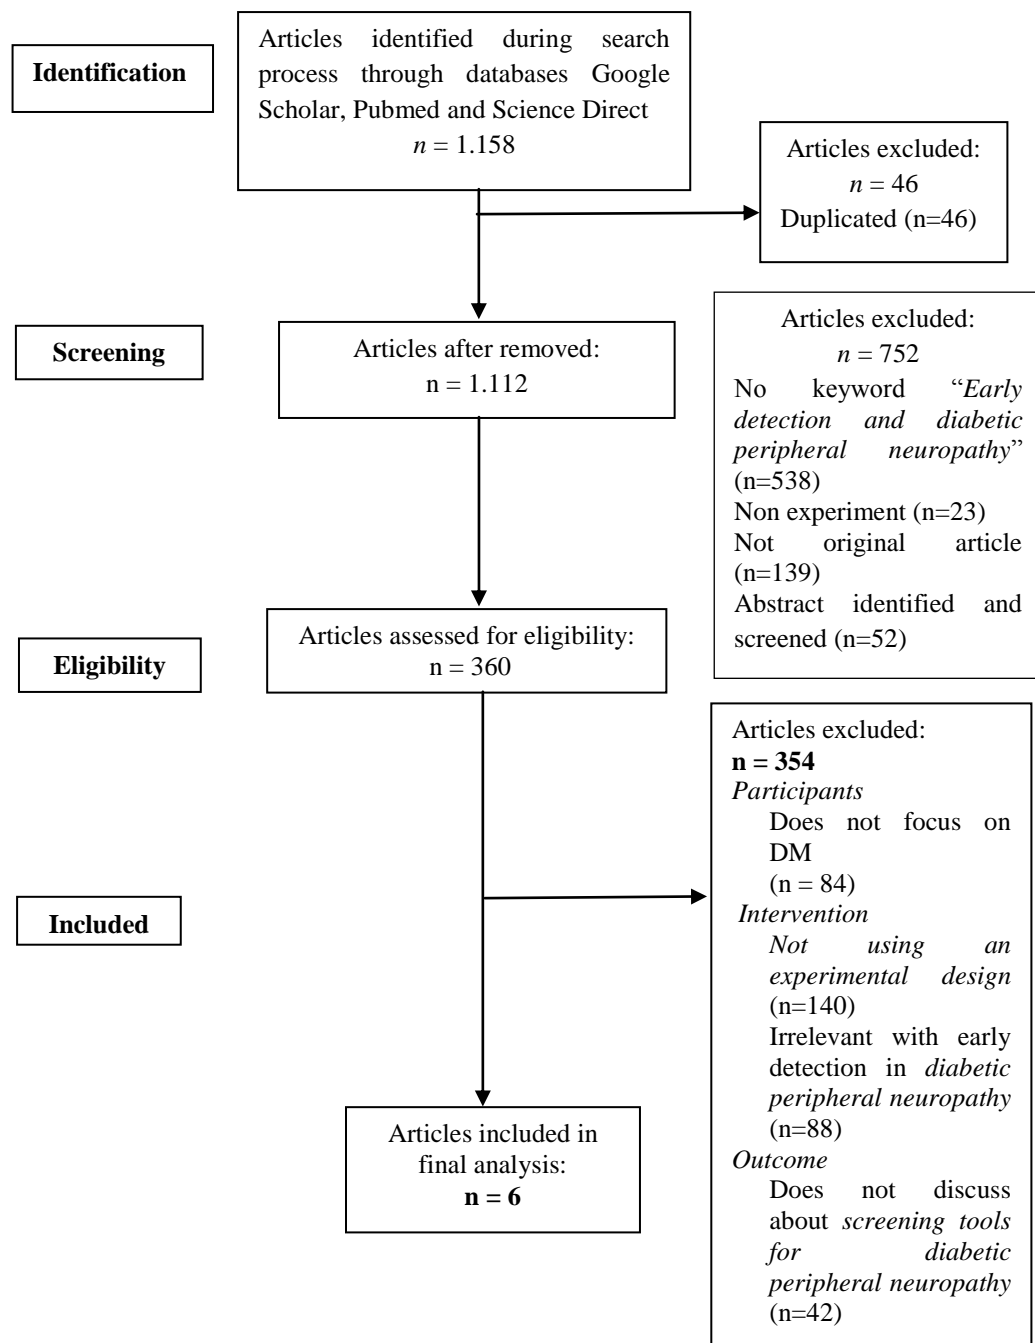 Identification
Articles identified during search
process through databases Google
Scholar, Pubmed and Science Direct
n = 1.158
Articles excluded:
n = 46
Duplicated (n=46)
Screening
Articles after removed:
n = 1.112
Articles excluded:
n = 752
No keyword “Early
detection and diabetic
peripheral neuropathy”
(n=538)
Non experiment (n=23)
Not original article
(n=139)
Abstract identified and
screened (n=52)
Eligibility
Articles assessed for eligibility:
n = 360
Articles excluded:
n = 354
Participants
Does not focus on
DM
(n = 84)
Intervention
Not using an
experimental design
(n=140)
Irrelevant with early
detection in diabetic
peripheral neuropathy
(n=88)
Outcome
Does not discuss
about screening tools
for diabetic
peripheral neuropathy
(n=42)
Included
Articles included in
final analysis:
n = 6